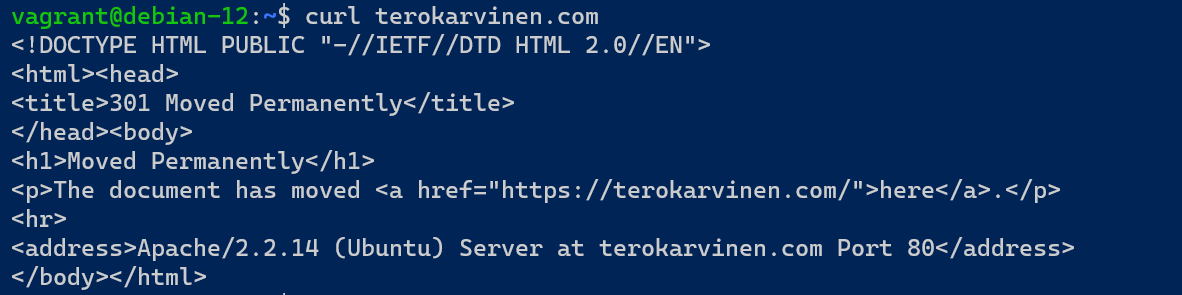 vagrant@debian-12:~$ curl terokarvinen.com
<!DOCTYPE HTML PUBLIC "-//IETF//DTD HTML 2.0//EN">
<html><head>
<title>301 Moved Permanently</title>
</head><body>
<h1>Moved Permanently</h1>
<p>The document has moved <a href="https://terokarvinen.com/">here</a>.</p>
<hr>
<address>Apache/2.2.14 (Ubuntu) Server at terokarvinen.com Port 80</address>
</body></html>